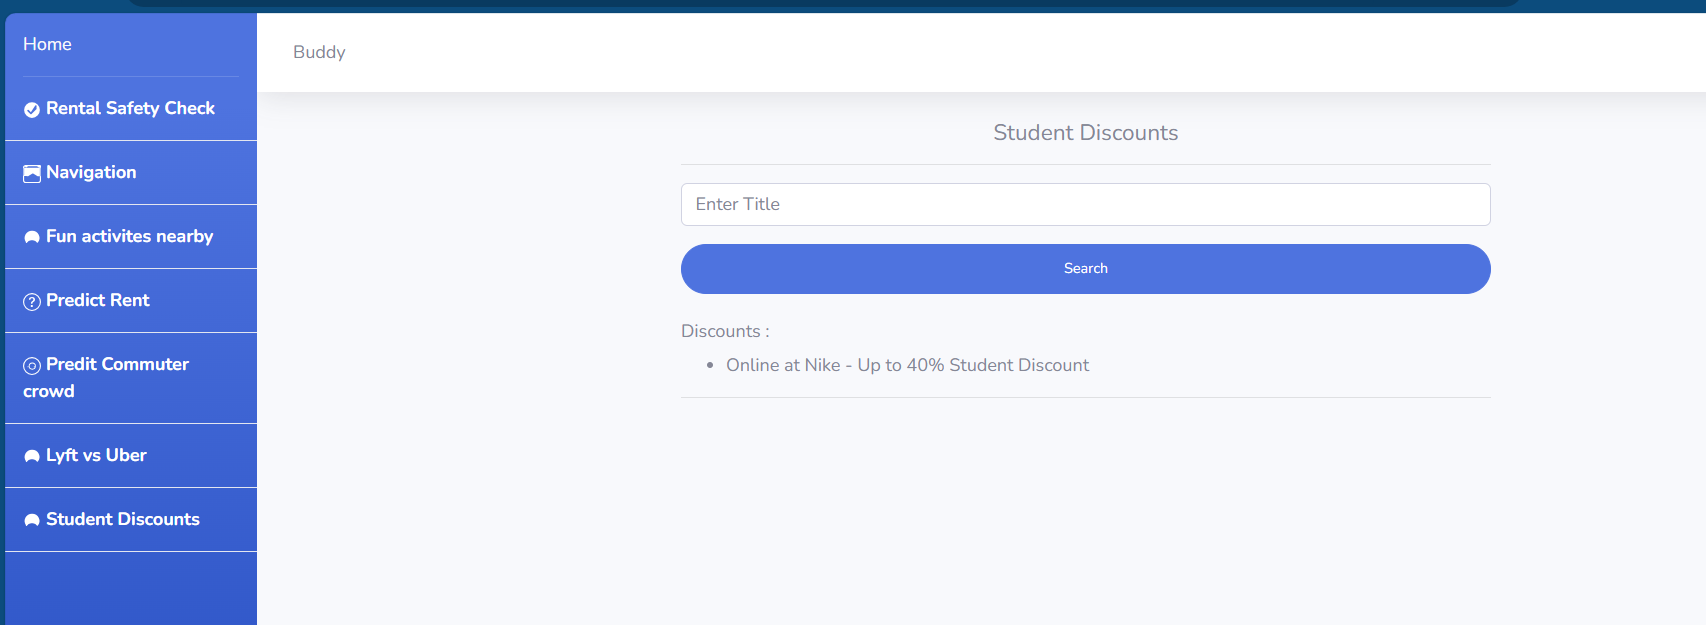 Home
Rental Safety Check
Navigation
Fun activites nearby
Predict Rent
Predit Commuter
crowd
Lyft vs Uber
Student Discounts
Buddy
Student Discounts
Enter Title
Search
Discounts :
Online at Nike - Up to 40% Student Discount